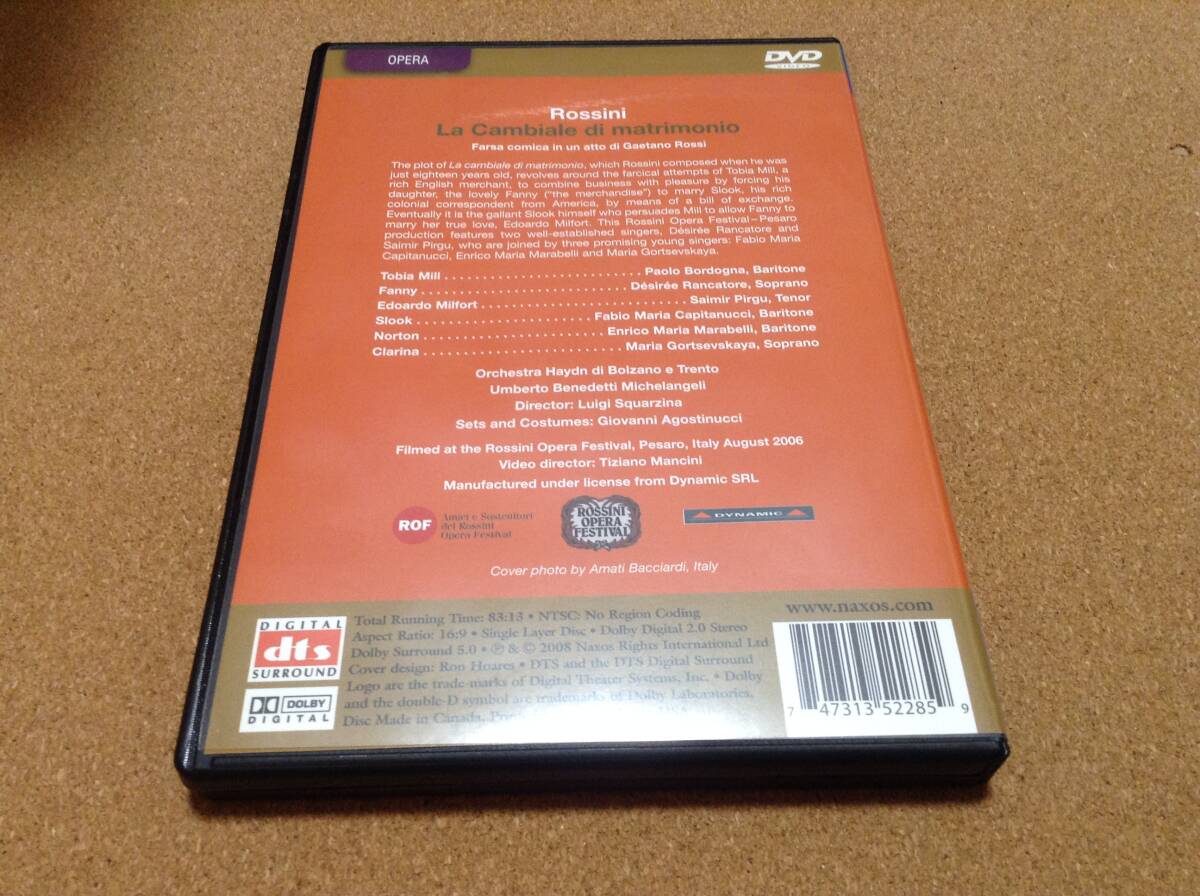 OPERA
DVD
VIDEO
Rossini
La Cambiale di matrimonio
Farsa comica in un atto di Gaetano Rossi
The plot of La cambiale di matrimonio, which Rossini composed when he was
just eighteen years old, revolves around the farcical attempts of Tobia Mill, a
rich English merchant, to combine business with pleasure by forcing his
daughter, the lovely Fanny ("the merchandise") to marry Slook, his rich
colonial correspondent from America, by means of a bill of exchange.
Eventually it is the gallant Slook himself who persuades Mill to allow Fanny to
marry her true love, Edoardo Milfort. This Rossini Opera Festival–Pesaro
production features two well-established singers, Désirée Rancatore and
Saimir Pirgu, who are joined by three promising young singers: Fabio Maria
Capitanucci, Enrico Maria Marabelli and Maria Gortsevskaya.
Tobia Mill . . . . . . . . . . . . . . . . . . . . . . . . . Paolo Bordogna, Baritone
Fanny . . . . . . . . . . . . . . . . . . . . . . . . . . Désirée Rancatore, Soprano
Edoardo Milfort . . . . . . . . . . . . . . . . . . . . . . . . . . Saimir Pirgu, Tenor
Slook . . . . . . . . . . . . . . . . . . . . . . Fabio Maria Capitanucci, Baritone
Norton . . . . . . . . . . . . . . . . . . . . . . . Enrico Maria Marabelli, Baritone
Clarina . . . . . . . . . . . . . . . . . . . . . . . . . Maria Gortsevskaya, Soprano
Orchestra Haydn di Bolzano e Trento
Umberto Benedetti Michelangeli
Director: Luigi Squarzina
Sets and Costumes: Giovanni Agostinucci
Filmed at the Rossini Opera Festival, Pesaro, Italy August 2006
Video director: Tiziano Mancini
Manufactured under license from Dynamic SRL
ROF
Amici e Sostenitori
del Rossini
Opera Festival
ROSSINI
OPERA
FESTIVAL
DYNAMIC
Cover photo by Amati Bacciardi, Italy
DIGITAL
dts
SURROUND
DOLBY
DIGITAL
Total Running Time: 83:13 • NTSC: No Region Coding
Aspect Ratio: 16:9 • Single Layer Disc • Dolby Digital 2.0 Stereo
Dolby Surround 5.0 • ℗ & © 2008 Naxos Rights International Ltd
Cover design: Ron Hoares • DTS and the DTS Digital Surround
Logo are the trade-marks of Digital Theater Systems, Inc. • Dolby
and the double-D symbol are trademarks of Dolby Laboratories.
Disc Made in Canada.
www.naxos.com
7 47313 52285 9